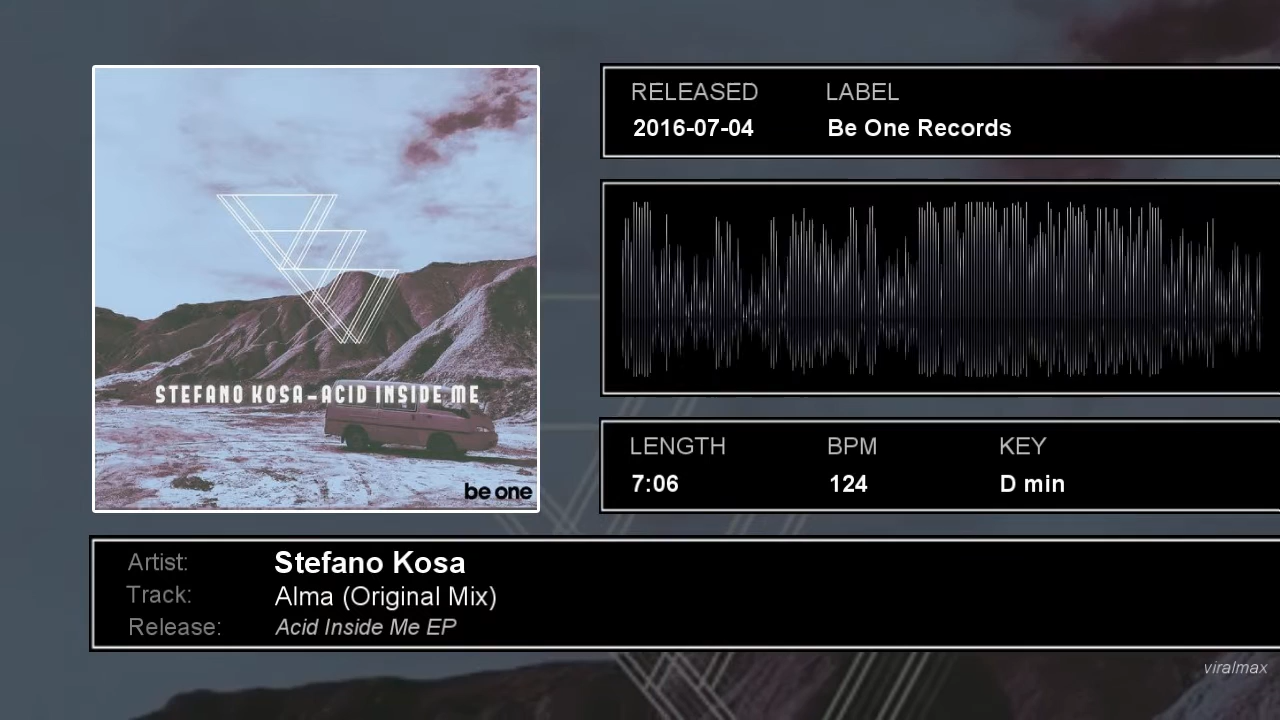 RELEASED LABEL
2016-07-04 Be One Records
STEFANO KOSA-ACID INSIDE ME
be one
LENGTH BPM KEY
7:06 124 D min
Artist: Stefano Kosa
Track: Alma (Original Mix)
Release: Acid Inside Me EP
viralmax